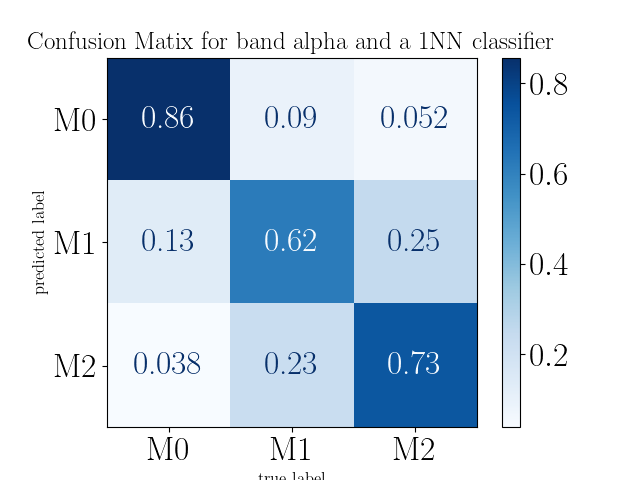 Confusion Matix for band alpha and a 1NN classifier
M0 0.86 0.09 0.052
M1 0.13 0.62 0.25
M2 0.038 0.23 0.73
M0 M1 M2
predicted label
true label
0.8
0.6
0.4
0.2